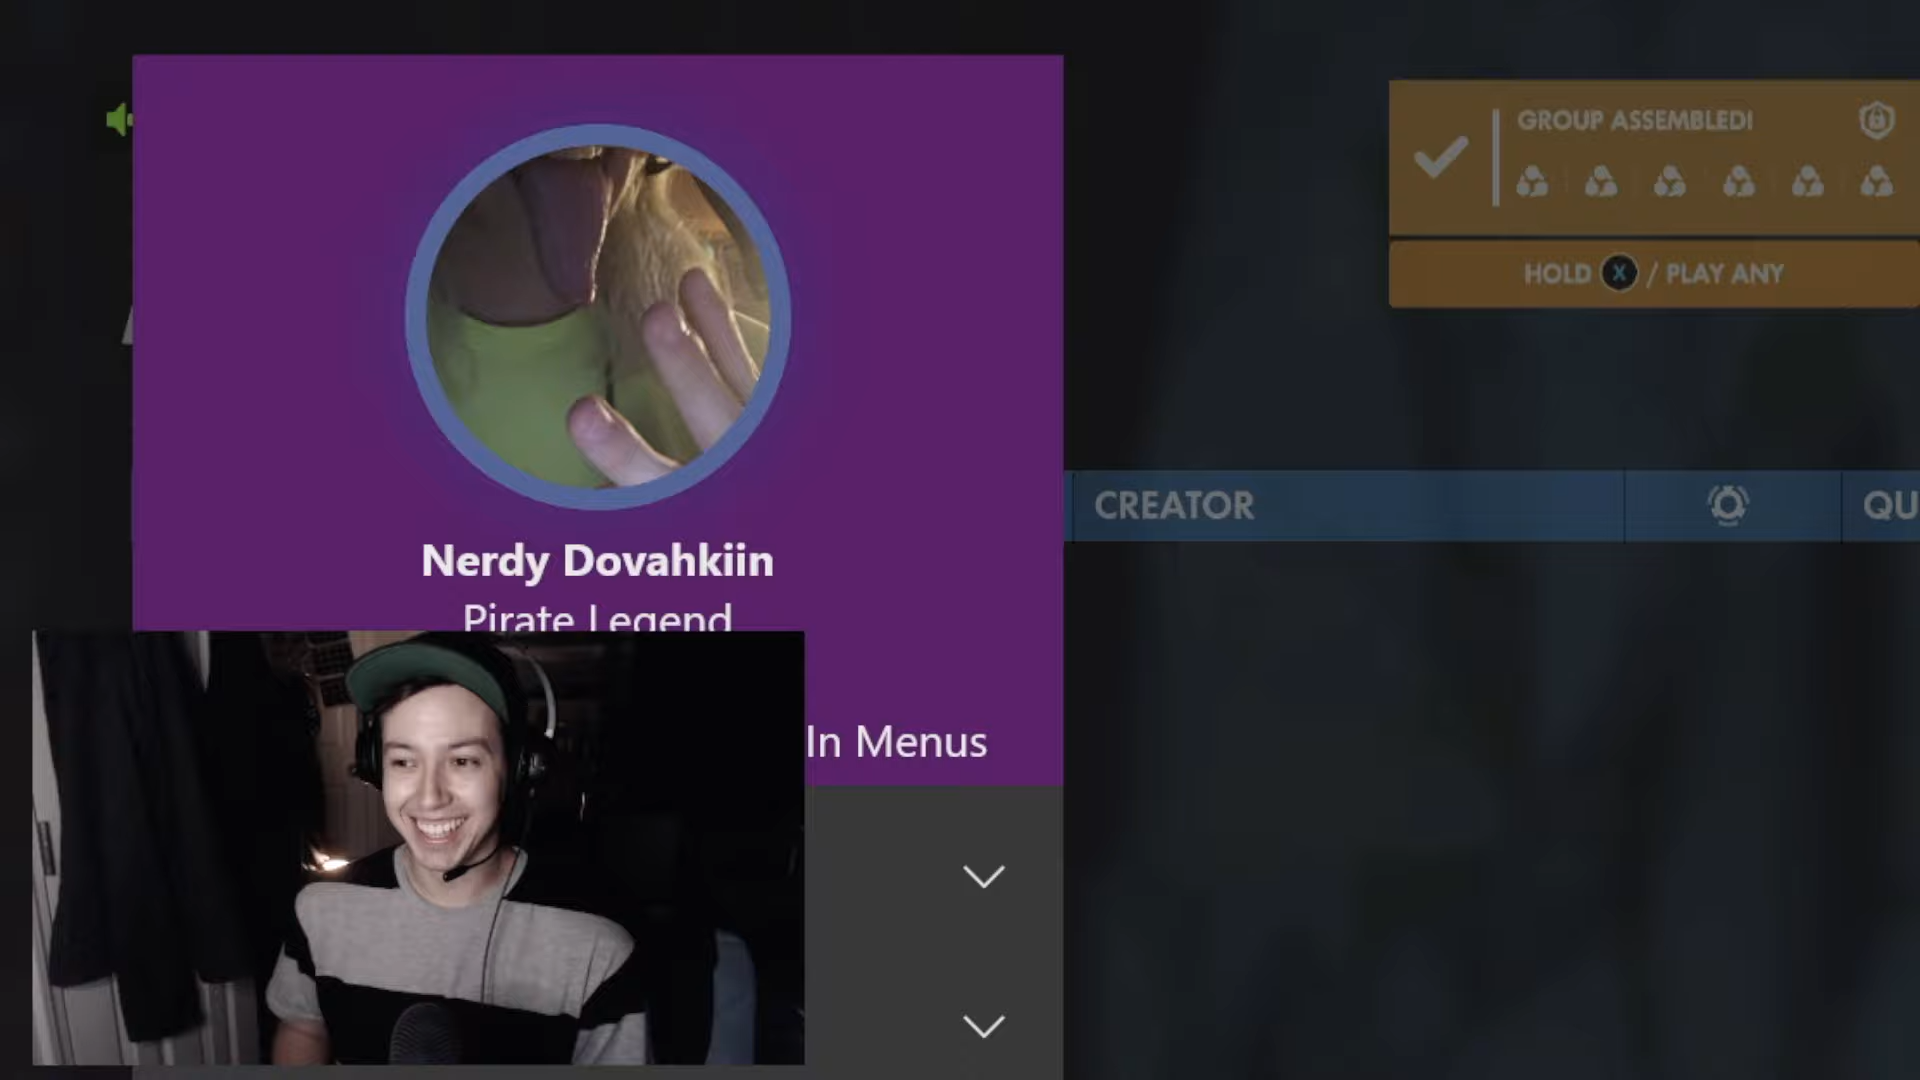 GROUP ASSEMBLED!
HOLD X / PLAY ANY
CREATOR
QU
Nerdy Dovahkiin
Pirate Legend
In Menus